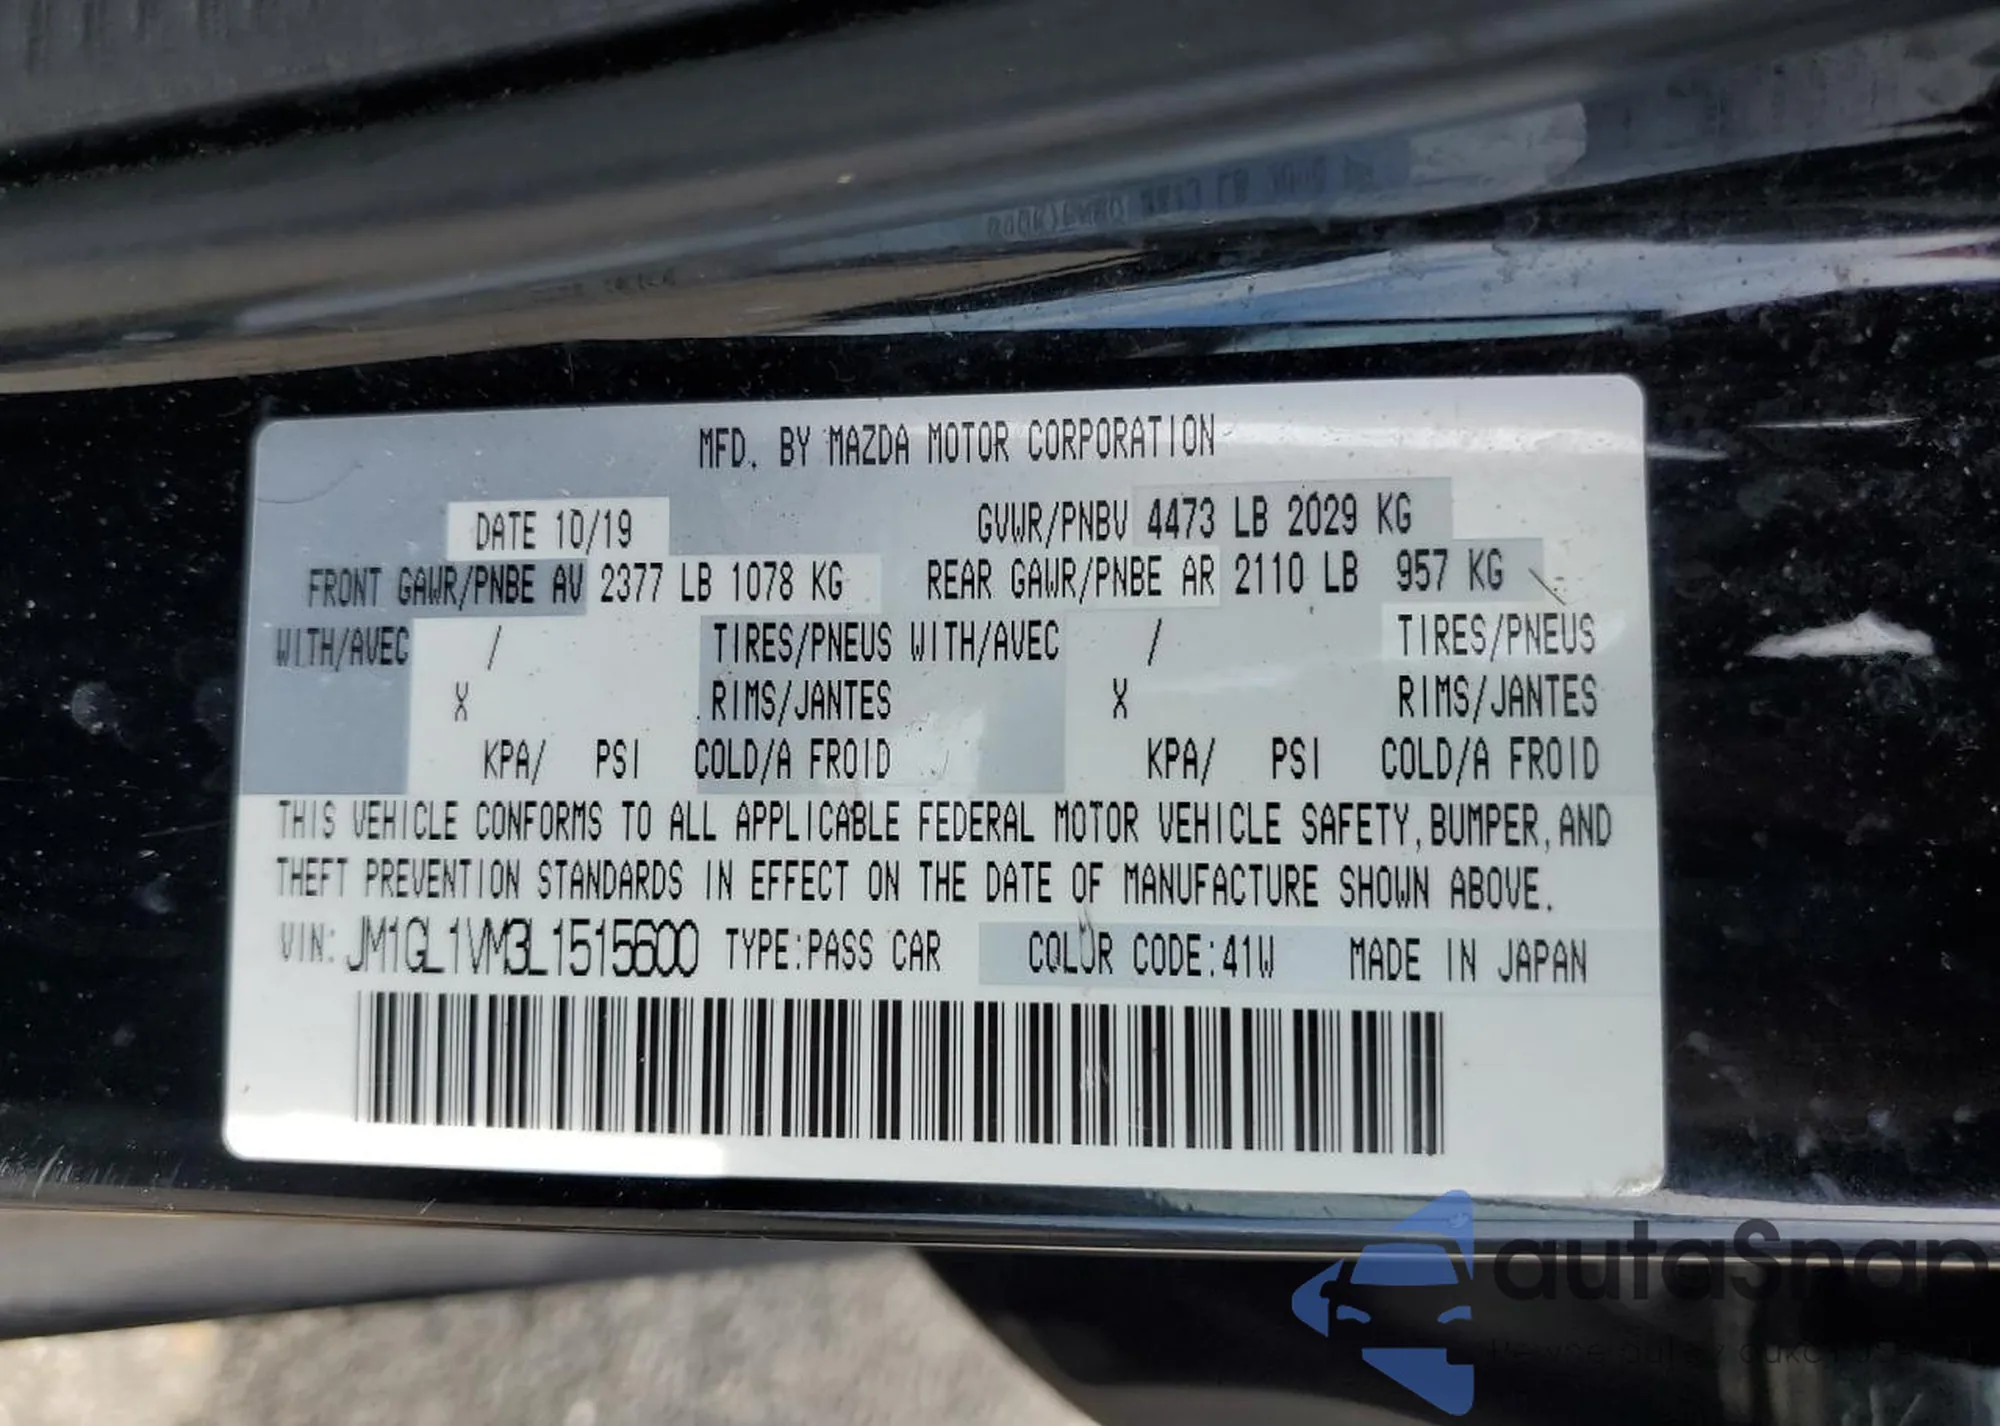 MFD. BY MAZDA MOTOR CORPORATION
DATE 10/19 GVWR/PNBV 4473 LB 2029 KG
FRONT GAWR/PNBE AV 2377 LB 1078 KG REAR GAWR/PNBE AR 2110 LB 957 KG
WITH/AVEC / TIRES/PNEUS WITH/AVEC / TIRES/PNEUS
X RIMS/JANTES X RIMS/JANTES
KPA/ PSI COLD/A FROID KPA/ PSI COLD/A FROID
THIS VEHICLE CONFORMS TO ALL APPLICABLE FEDERAL MOTOR VEHICLE SAFETY, BUMPER, AND
THEFT PREVENTION STANDARDS IN EFFECT ON THE DATE OF MANUFACTURE SHOWN ABOVE.
VIN: JM1GL1VM3L1515600 TYPE: PASS CAR COLOR CODE: 41W MADE IN JAPAN
autaSnap